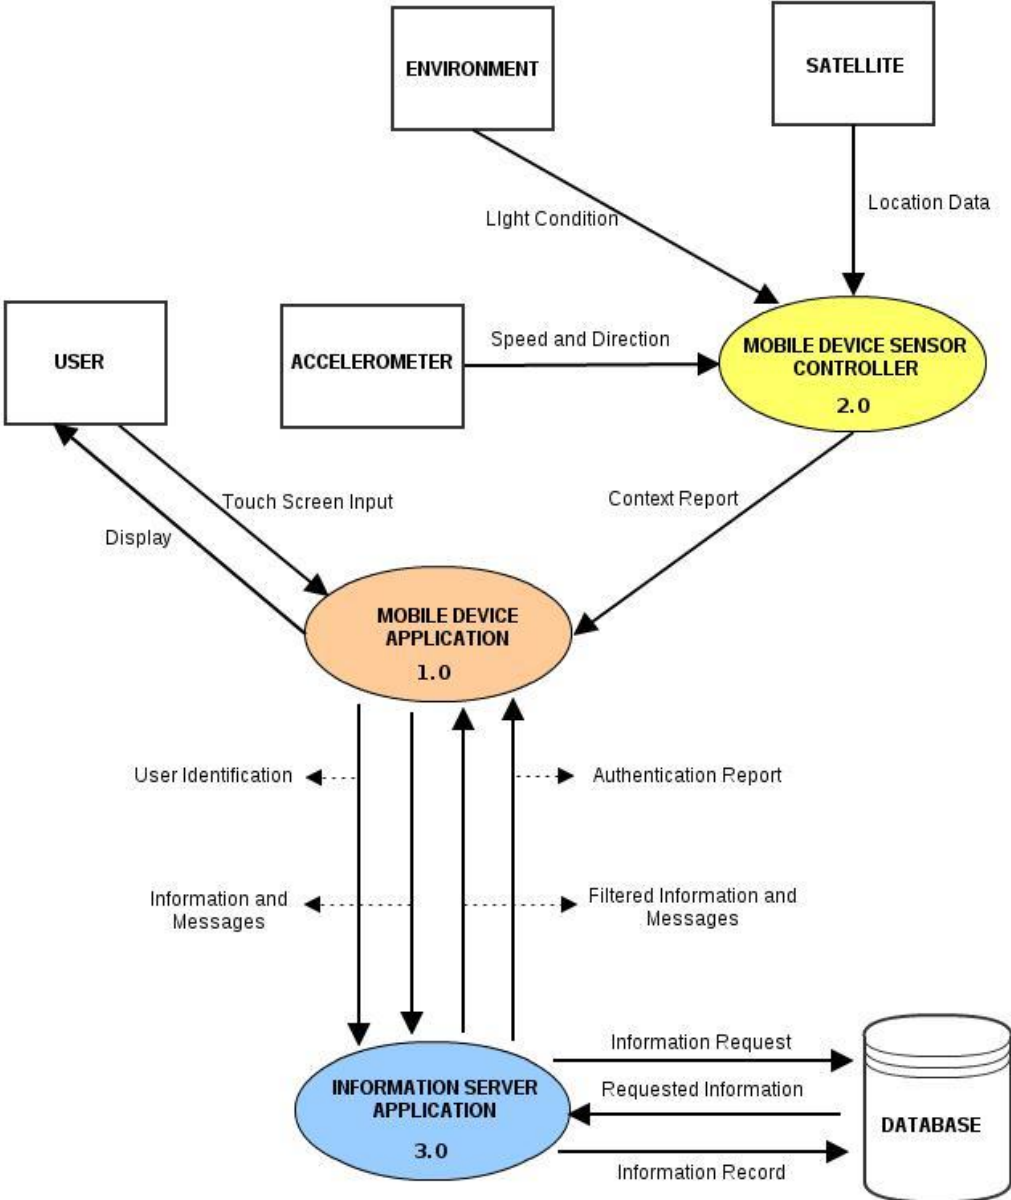 ENVIRONMENT
SATELLITE
LIght Condition
Location Data
USER
ACCELEROMETER
Speed and Direction
MOBILE DEVICE SENSOR
CONTROLLER
2.0
Touch Screen Input
Display
Context Report
MOBILE DEVICE
APPLICATION
1.0
User Identification
Authentication Report
Information and
Messages
Filtered Information and
Messages
INFORMATION SERVER
APPLICATION
3.0
Information Request
Requested Information
Information Record
DATABASE